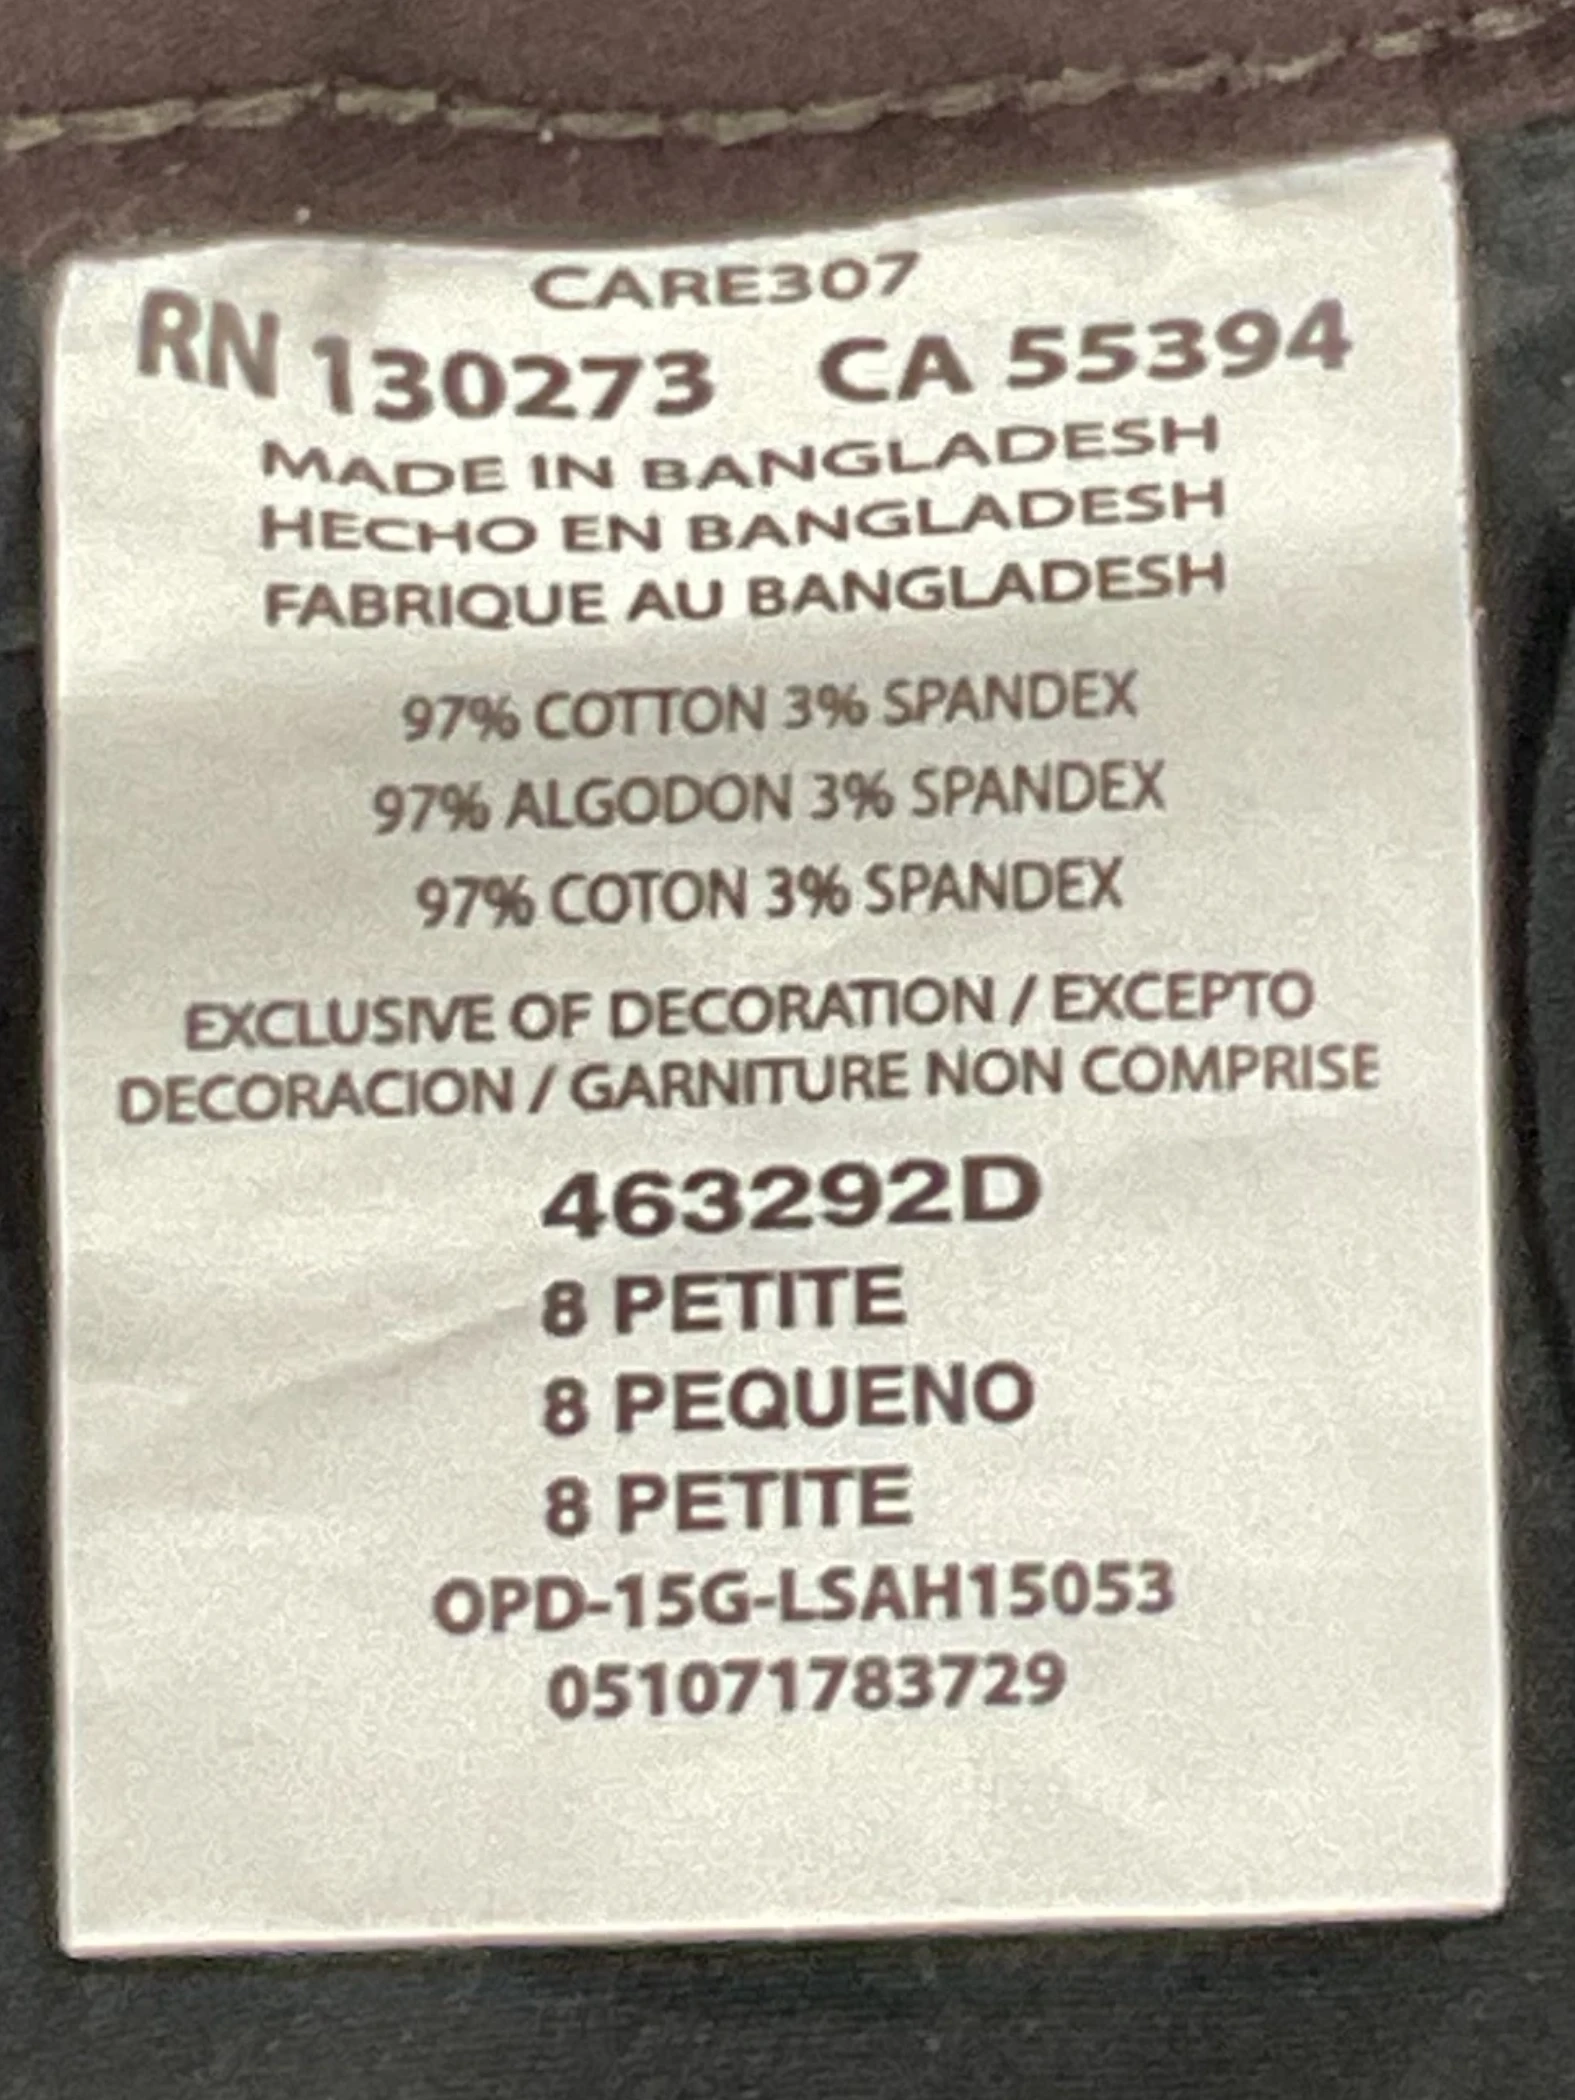 CARE307
RN 130273 CA 55394
MADE IN BANGLADESH
HECHO EN BANGLADESH
FABRIQUE AU BANGLADESH
97% COTTON 3% SPANDEX
97% ALGODON 3% SPANDEX
97% COTON 3% SPANDEX
EXCLUSIVE OF DECORATION / EXCEPTO
DECORACION / GARNITURE NON COMPRISE
463292D
8 PETITE
8 PEQUENO
8 PETITE
OPD-15G-LSAH15053
051071783729